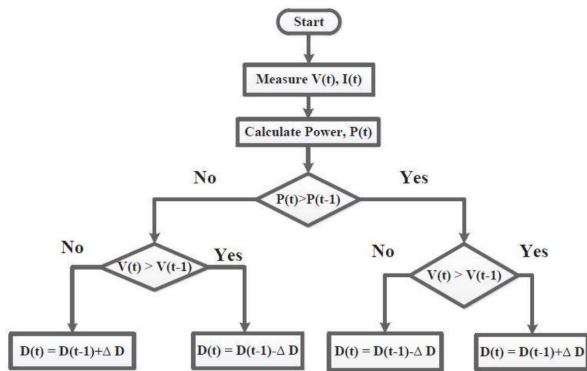 Start
Measure V(t), I(t)
Calculate Power, P(t)
No
Yes
P(t)>P(t-1)
No
Yes
No
Yes
V(t) > V(t-1)
V(t) > V(t-1)
D(t) = D(t-1)+Δ D
D(t) = D(t-1)-Δ D
D(t) = D(t-1)-Δ D
D(t) = D(t-1)+Δ D